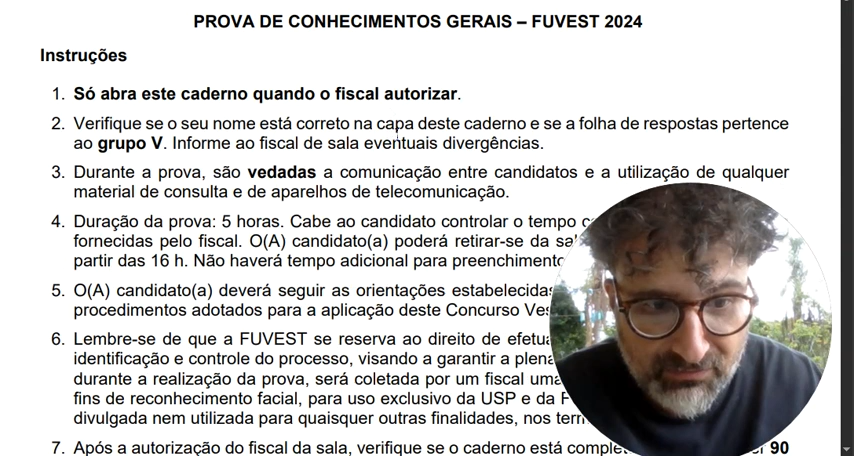 PROVA DE CONHECIMENTOS GERAIS – FUVEST 2024
Instruções
1. Só abra este caderno quando o fiscal autorizar.
2. Verifique se o seu nome está correto na capa deste caderno e se a folha de respostas pertence
ao grupo V. Informe ao fiscal de sala eventuais divergências.
3. Durante a prova, são vedadas a comunicação entre candidatos e a utilização de qualquer
material de consulta e de aparelhos de telecomunicação.
4. Duração da prova: 5 horas. Cabe ao candidato controlar o tempo
fornecidas pelo fiscal. O(A) candidato(a) poderá retirar-se da
partir das 16 h. Não haverá tempo adicional para preenchimento
5. O(A) candidato(a) deverá seguir as orientações estabelecidas
procedimentos adotados para a aplicação deste Concurso
6. Lembre-se de que a FUVEST se reserva ao direito de
identificação e controle do processo, visando a garantir a
durante a realização da prova, será coletada por um fiscal
fins de reconhecimento facial, para uso exclusivo da USP e da
divulgada nem utilizada para quaisquer outras finalidades, nos
7. Após a autorização do fiscal da sala, verifique se o caderno está 90